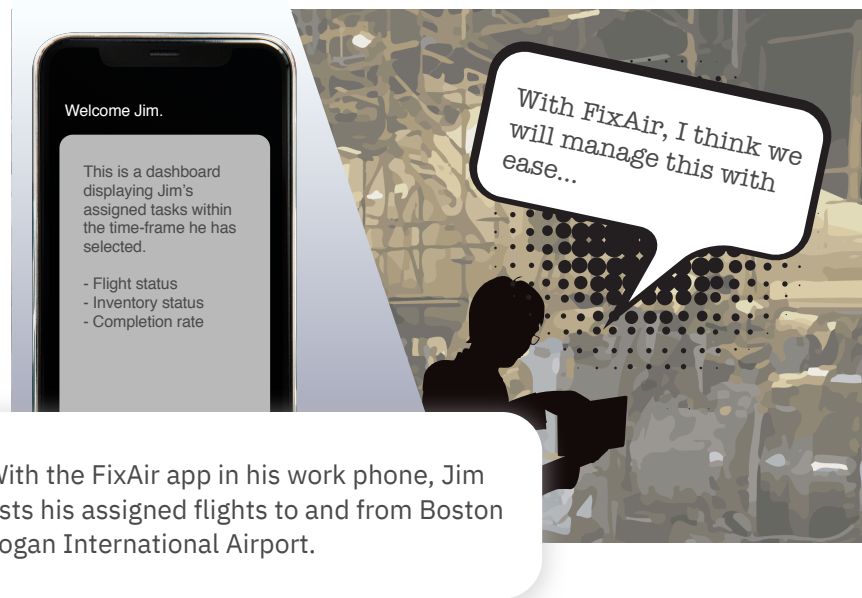 Welcome Jim.
This is a dashboard
displaying Jim's
assigned tasks within
the time-frame he has
selected.
- Flight status
- Inventory status
- Completion rate
With FixAir, I think we
will manage this with
ease...
With the FixAir app in his work phone, Jim
sts his assigned flights to and from Boston
ogan International Airport.